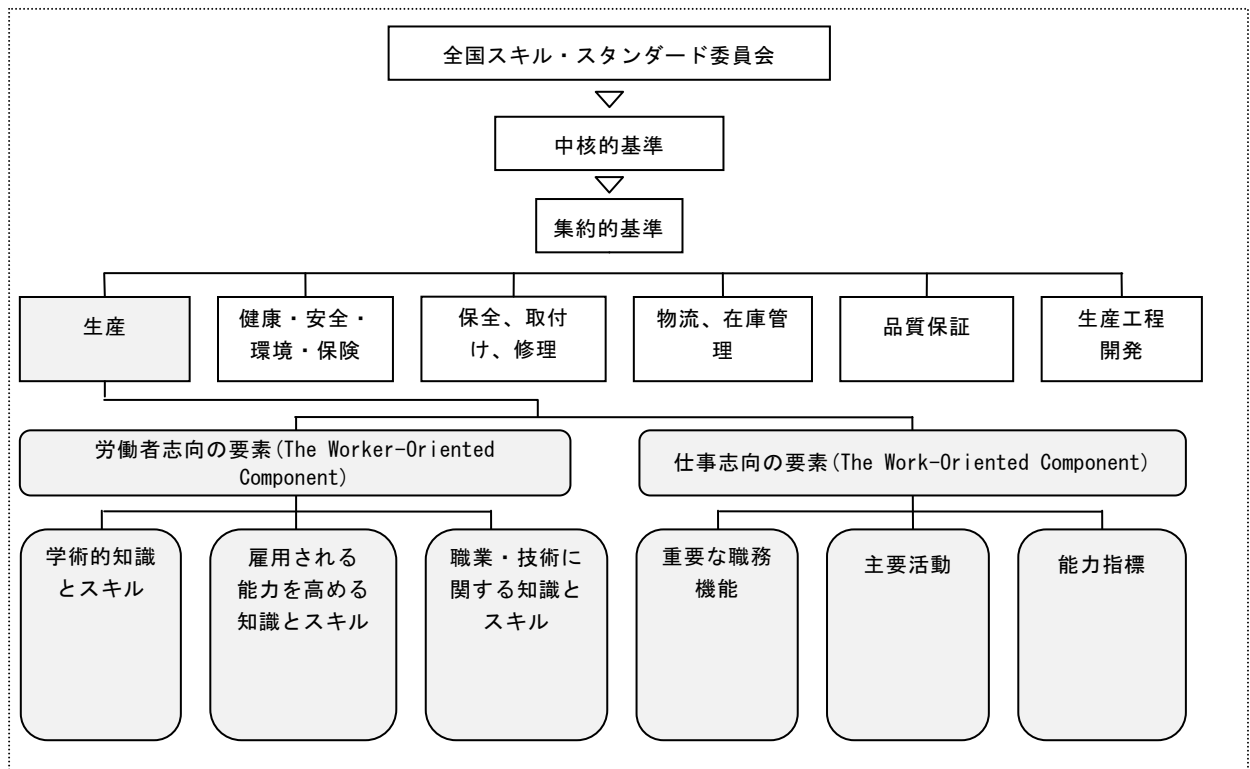 全国スキル・スタンダード委員会
中核的基準
集約的基準
生産
健康・安全・
環境・保険
保全、取付
け、修理
物流、在庫管
理
品質保証
生産工程
開発
労働者志向の要素(The Worker-Oriented
Component)
仕事志向の要素(The Work-Oriented Component)
学術的知識
とスキル
雇用される
能力を高める
知識とスキル
職業・技術に
関する知識と
スキル
重要な職務
機能
主要活動
能力指標